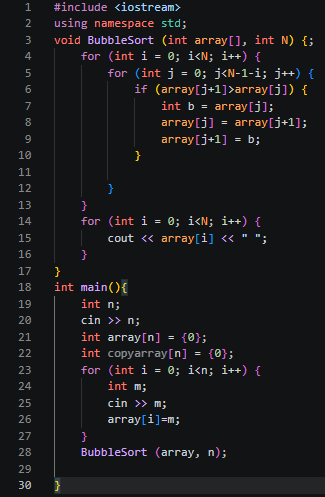 1 #include <iostream>
2 using namespace std;
3 void BubbleSort (int array[], int N) {;
4     for (int i = 0; i<N; i++) {
5         for (int j = 0; j<N-1-i; j++) {
6             if (array[j+1]>array[j]) {
7                 int b = array[j];
8                 array[j] = array[j+1];
9                 array[j+1] = b;
10             }
11
12         }
13     }
14     for (int i = 0; i<N; i++) {
15         cout << array[i] << " ";
16     }
17 }
18 int main(){
19     int n;
20     cin >> n;
21     int array[n] = {0};
22     int copyarray[n] = {0};
23     for (int i = 0; i<n; i++) {
24         int m;
25         cin >> m;
26         array[i]=m;
27     }
28     BubbleSort (array, n);
29
30 }